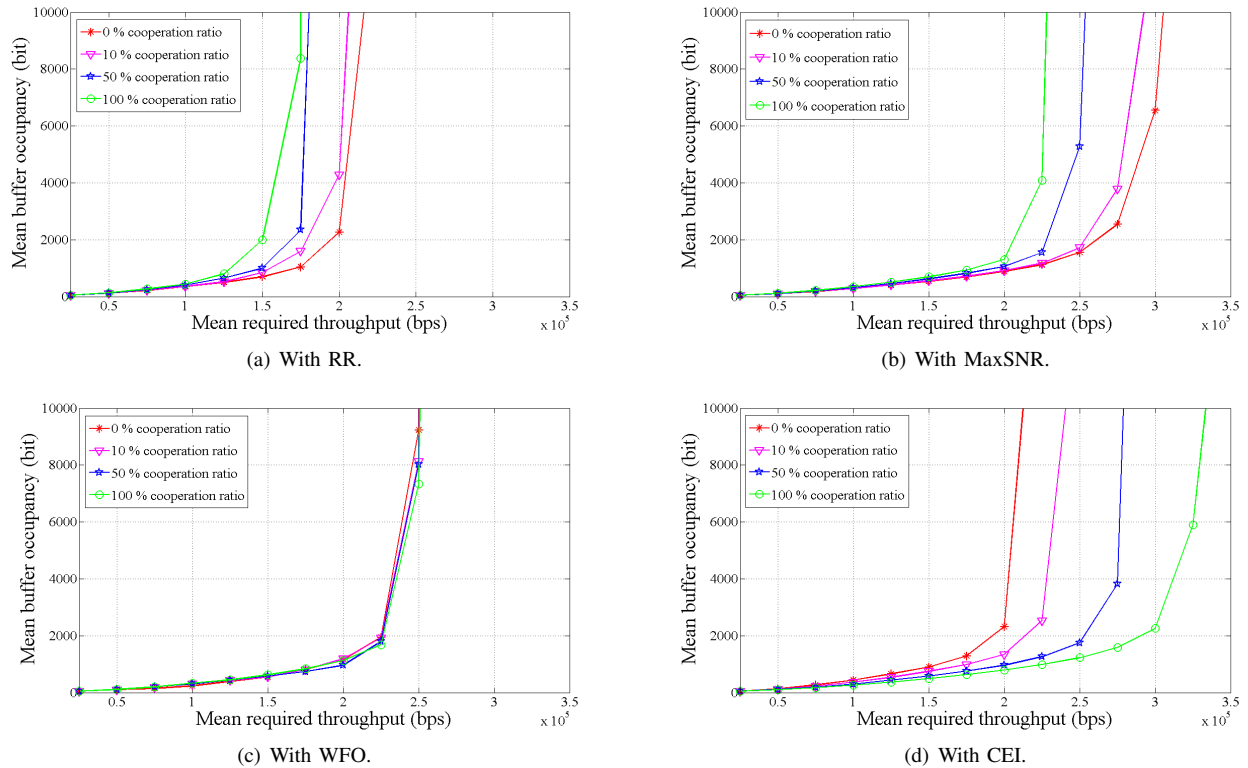 10000
8000
6000
4000
2000
0
Mean buffer occupancy (bit)
0 % cooperation ratio
10 % cooperation ratio
50 % cooperation ratio
100 % cooperation ratio
0.5 1 1.5 2 2.5 3 3.5
Mean required throughput (bps)
x 10^5
(a) With RR.
10000
8000
6000
4000
2000
0
Mean buffer occupancy (bit)
0 % cooperation ratio
10 % cooperation ratio
50 % cooperation ratio
100 % cooperation ratio
0.5 1 1.5 2 2.5 3 3.5
Mean required throughput (bps)
x 10^5
(b) With MaxSNR.
10000
8000
6000
4000
2000
0
Mean buffer occupancy (bit)
0 % cooperation ratio
10 % cooperation ratio
50 % cooperation ratio
100 % cooperation ratio
0.5 1 1.5 2 2.5 3 3.5
Mean required throughput (bps)
x 10^5
(c) With WFO.
10000
8000
6000
4000
2000
0
Mean buffer occupancy (bit)
0 % cooperation ratio
10 % cooperation ratio
50 % cooperation ratio
100 % cooperation ratio
0.5 1 1.5 2 2.5 3 3.5
Mean required throughput (bps)
x 10^5
(d) With CEI.